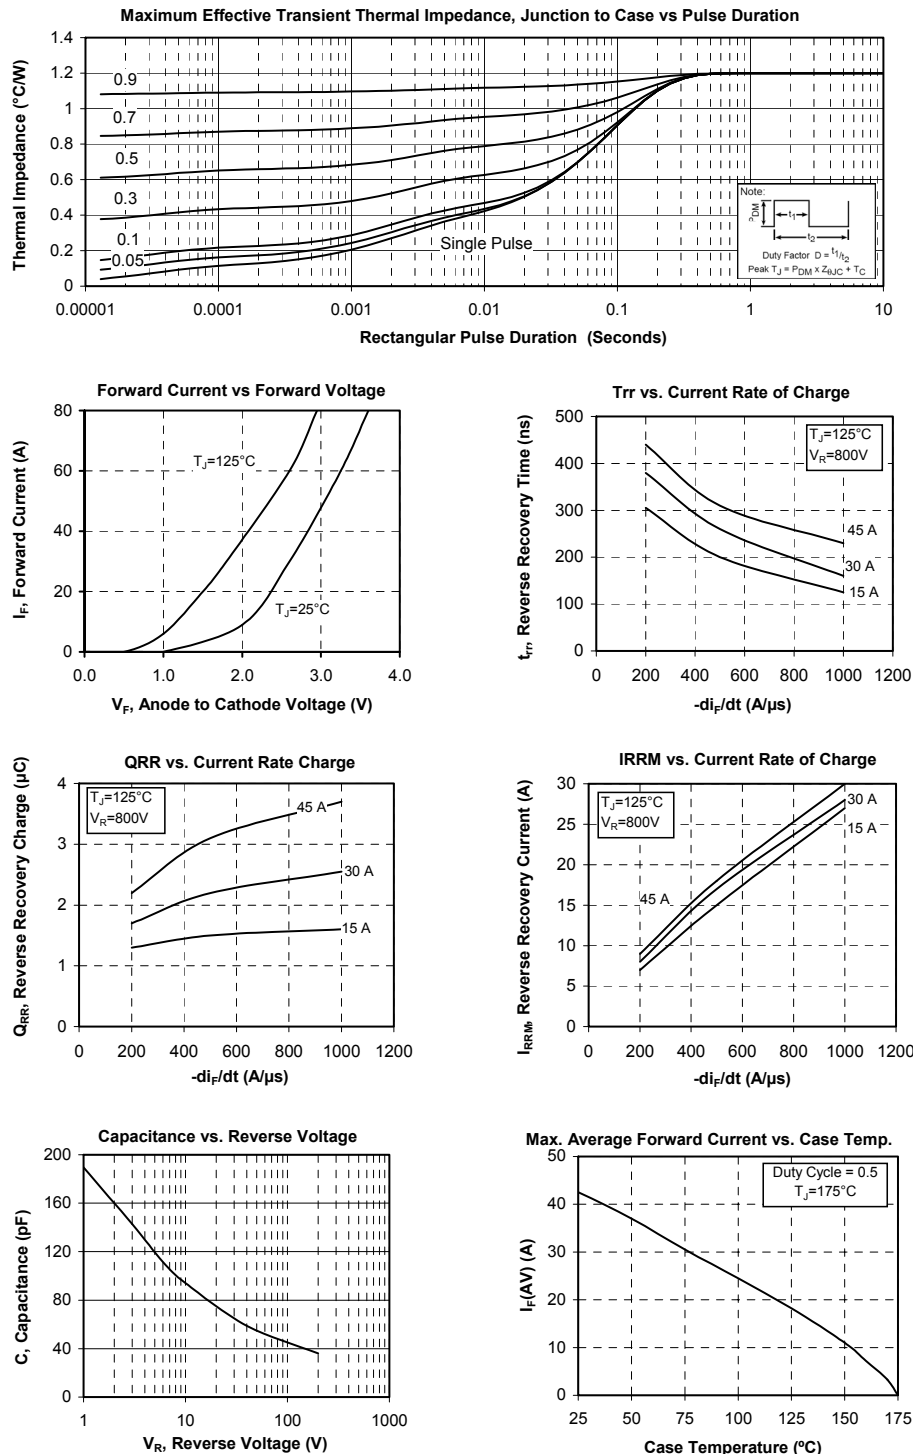 Maximum Effective Transient Thermal Impedance, Junction to Case vs Pulse Duration
Thermal Impedance (°C/W)
1.4
1.2
1
0.8
0.6
0.4
0.2
0
0.9
0.7
0.5
0.3
0.1
0.05
Single Pulse
Note:
PDM
t1
t2
Duty Factor D = t1/t2
Peak TJ = PDM x ZθJC + TC
0.00001
0.0001
0.001
0.01
0.1
1
10
Rectangular Pulse Duration (Seconds)
Forward Current vs Forward Voltage
IF, Forward Current (A)
80
60
40
20
0
TJ=125°C
TJ=25°C
0.0
1.0
2.0
3.0
4.0
VF, Anode to Cathode Voltage (V)
Trr vs. Current Rate of Charge
trr, Reverse Recovery Time (ns)
500
400
300
200
100
0
TJ=125°C
VR=800V
45 A
30 A
15 A
0
200
400
600
800
1000
1200
-diF/dt (A/µs)
QRR vs. Current Rate Charge
QRR, Reverse Recovery Charge (µC)
4
3
2
1
0
TJ=125°C
VR=800V
45 A
30 A
15 A
0
200
400
600
800
1000
1200
-diF/dt (A/µs)
IRRM vs. Current Rate of Charge
IRRM, Reverse Recovery Current (A)
30
25
20
15
10
5
0
TJ=125°C
VR=800V
30 A
15 A
45 A
0
200
400
600
800
1000
1200
-diF/dt (A/µs)
Capacitance vs. Reverse Voltage
C, Capacitance (pF)
200
160
120
80
40
0
1
10
100
1000
VR, Reverse Voltage (V)
Max. Average Forward Current vs. Case Temp.
IF(AV) (A)
50
40
30
20
10
0
Duty Cycle = 0.5
TJ=175°C
25
50
75
100
125
150
175
Case Temperature (ºC)